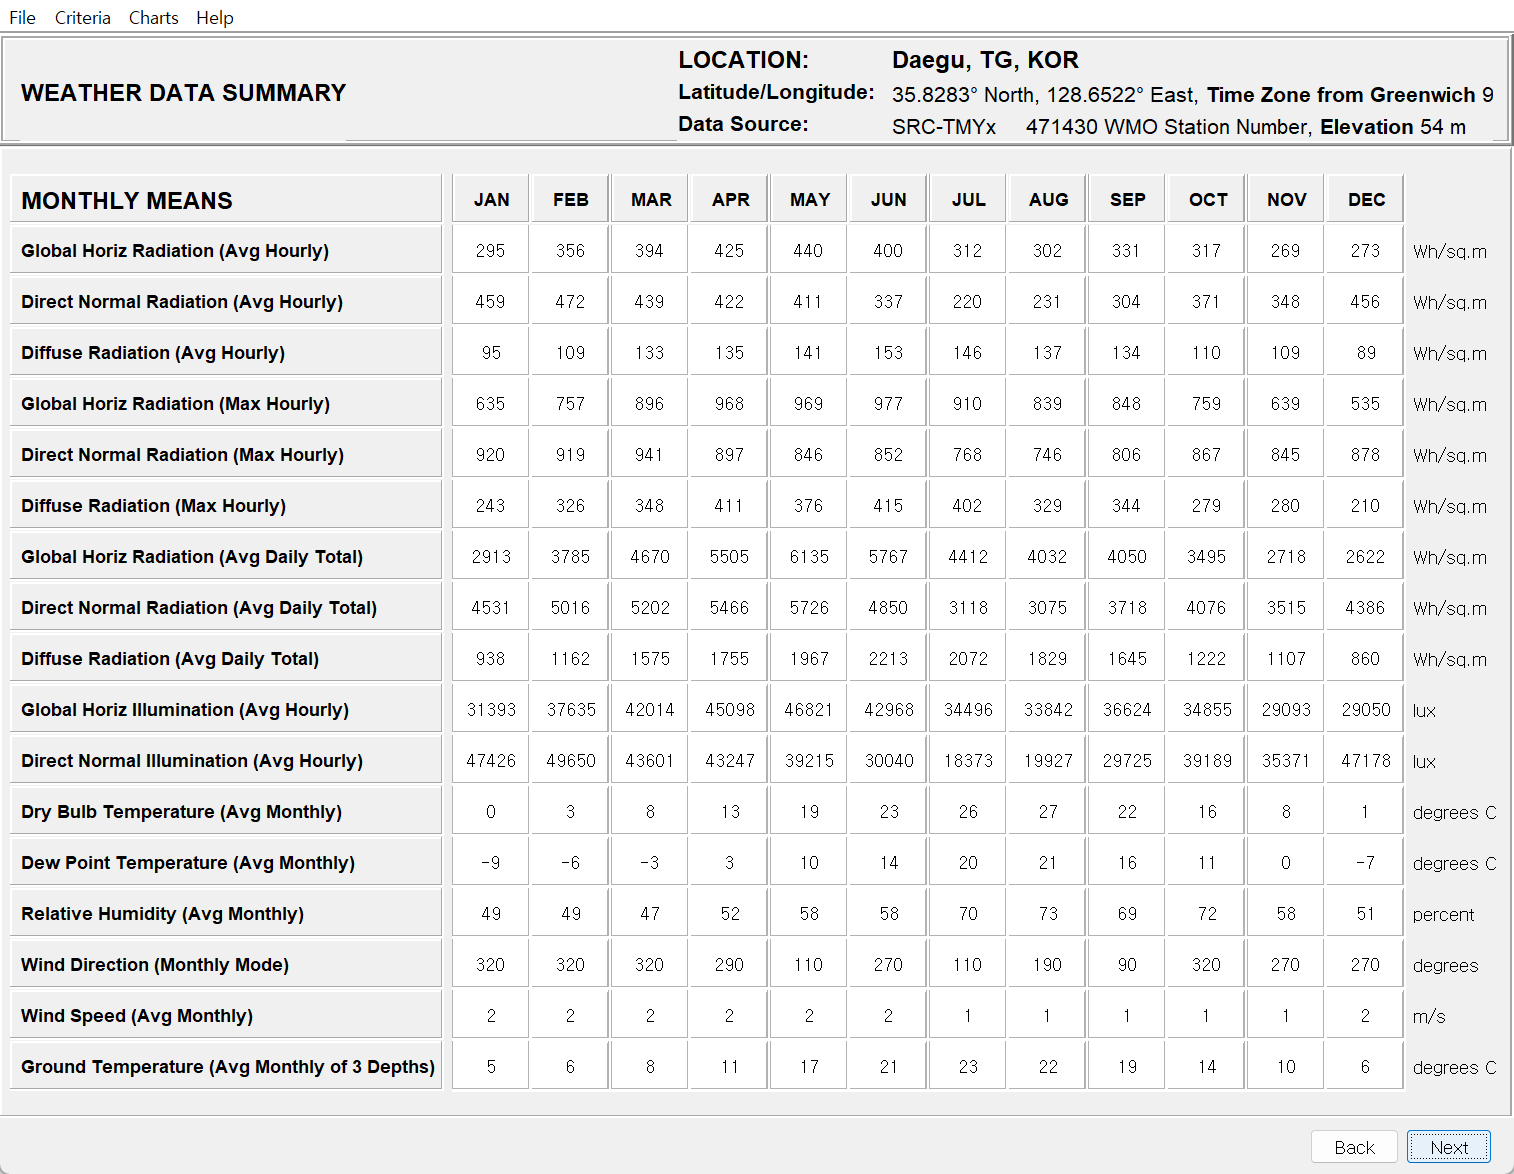 File Criteria Charts Help
WEATHER DATA SUMMARY
LOCATION: Daegu, TG, KOR
Latitude/Longitude: 35.8283° North, 128.6522° East, Time Zone from Greenwich 9
Data Source: SRC-TMYx 471430 WMO Station Number, Elevation 54 m
MONTHLY MEANS JAN FEB MAR APR MAY JUN JUL AUG SEP OCT NOV DEC
Global Horiz Radiation (Avg Hourly) 295 356 394 425 440 400 312 302 331 317 269 273 Wh/sq.m
Direct Normal Radiation (Avg Hourly) 459 472 439 422 411 337 220 231 304 371 348 456 Wh/sq.m
Diffuse Radiation (Avg Hourly) 95 109 133 135 141 153 146 137 134 110 109 89 Wh/sq.m
Global Horiz Radiation (Max Hourly) 635 757 896 968 969 977 910 839 848 759 639 535 Wh/sq.m
Direct Normal Radiation (Max Hourly) 920 919 941 897 846 852 768 746 806 867 845 878 Wh/sq.m
Diffuse Radiation (Max Hourly) 243 326 348 411 376 415 402 329 344 279 280 210 Wh/sq.m
Global Horiz Radiation (Avg Daily Total) 2913 3785 4670 5505 6135 5767 4412 4032 4050 3495 2718 2622 Wh/sq.m
Direct Normal Radiation (Avg Daily Total) 4531 5016 5202 5466 5726 4850 3118 3075 3718 4076 3515 4386 Wh/sq.m
Diffuse Radiation (Avg Daily Total) 938 1162 1575 1755 1967 2213 2072 1829 1645 1222 1107 860 Wh/sq.m
Global Horiz Illumination (Avg Hourly) 31393 37635 42014 45098 46821 42968 34496 33842 36624 34855 29093 29050 lux
Direct Normal Illumination (Avg Hourly) 47426 49650 43601 43247 39215 30040 18373 19927 29725 39189 35371 47178 lux
Dry Bulb Temperature (Avg Monthly) 0 3 8 13 19 23 26 27 22 16 8 1 degrees C
Dew Point Temperature (Avg Monthly) -9 -6 -3 3 10 14 20 21 16 11 0 -7 degrees C
Relative Humidity (Avg Monthly) 49 49 47 52 58 58 70 73 69 72 58 51 percent
Wind Direction (Monthly Mode) 320 320 320 290 110 270 110 190 90 320 270 270 degrees
Wind Speed (Avg Monthly) 2 2 2 2 2 2 1 1 1 1 1 2 m/s
Ground Temperature (Avg Monthly of 3 Depths) 5 6 8 11 17 21 23 22 19 14 10 6 degrees C
Back Next